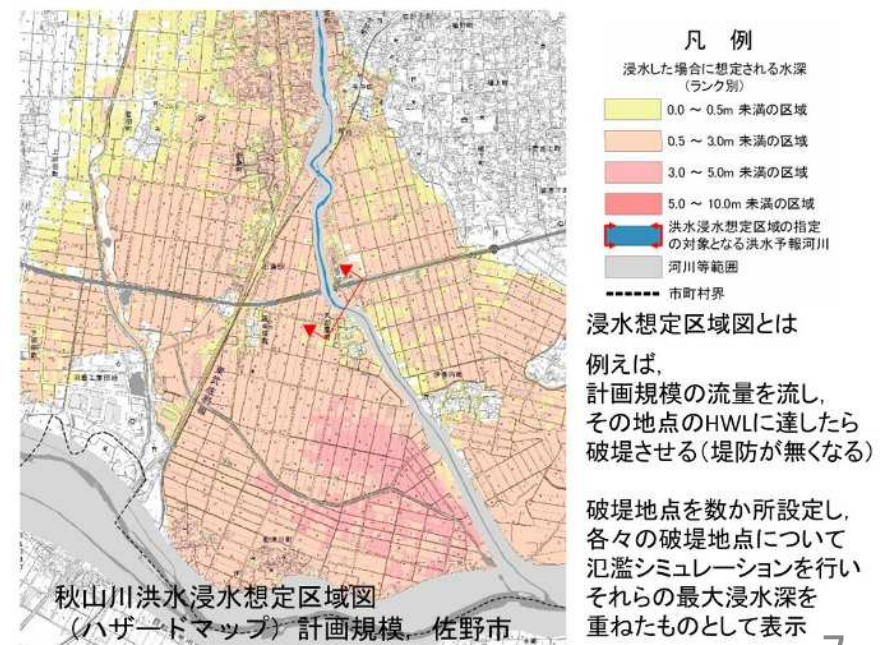 凡 例
浸水した場合に想定される水深
(ランク別)
0.0 ～ 0.5m 未満の区域
0.5 ～ 3.0m 未満の区域
3.0 ～ 5.0m 未満の区域
5.0 ～ 10.0m 未満の区域
洪水浸水想定区域の指定
の対象となる洪水予報河川
河川等範囲
市町村界
浸水想定区域図とは
例えば,
計画規模の流量を流し,
その地点のHWLに達したら
破堤させる(堤防が無くなる)
破堤地点を数か所設定し,
各々の破堤地点について
氾濫シミュレーションを行い
それらの最大浸水深を
重ねたものとして表示
秋山川洪水浸水想定区域図
(ハザードマップ) 計画規模, 佐野市
7